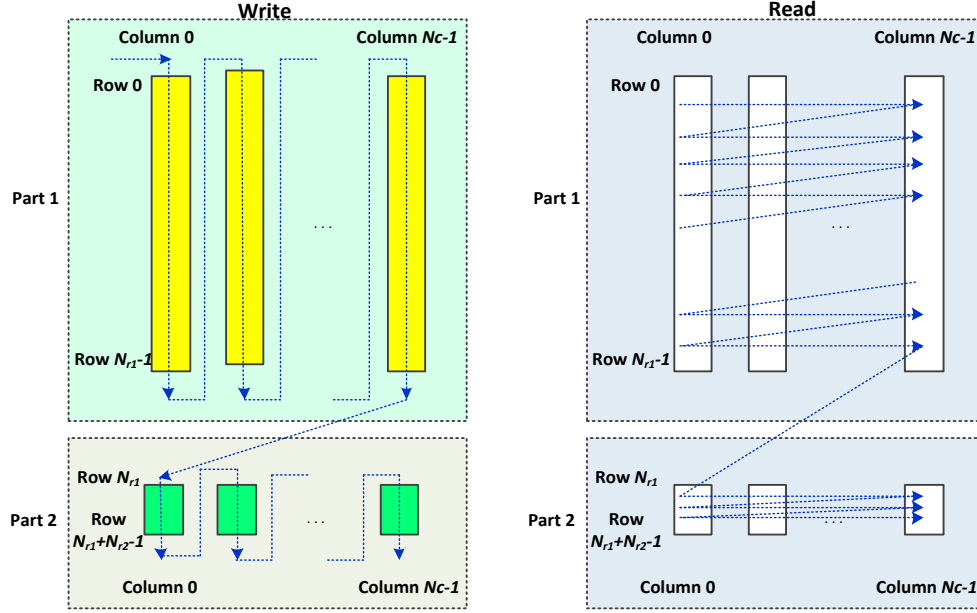 Write
Column 0
Column Nc-1
Row 0
Part 1
. . .
Row Nr1-1
Row Nr1
Part 2
Row
Nr1+Nr2-1
. . .
Column 0
Column Nc-1
Read
Column 0
Column Nc-1
Row 0
Part 1
. . .
Row Nr1-1
Row Nr1
Part 2
Row
Nr1+Nr2-1
. . .
Column 0
Column Nc-1